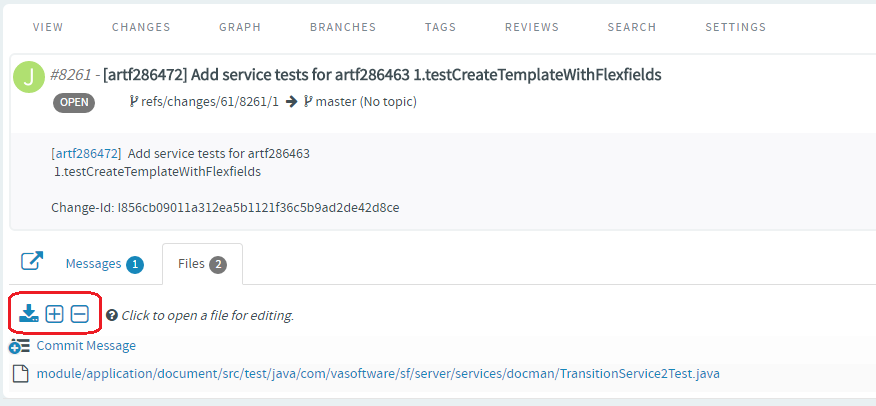 VIEW CHANGES GRAPH BRANCHES TAGS REVIEWS SEARCH SETTINGS
J #8261 - [artf286472] Add service tests for artf286463 1.testCreateTemplateWithFlexfields
OPEN refs/changes/61/8261/1 master (No topic)
[artf286472] Add service tests for artf286463
1.testCreateTemplateWithFlexfields
Change-Id: I856cb09011a312ea5b1121f36c5b9ad2de42d8ce
Messages 1 Files 2
Click to open a file for editing.
Commit Message
module/application/document/src/test/java/com/vasoftware/sf/server/services/docman/TransitionService2Test.java